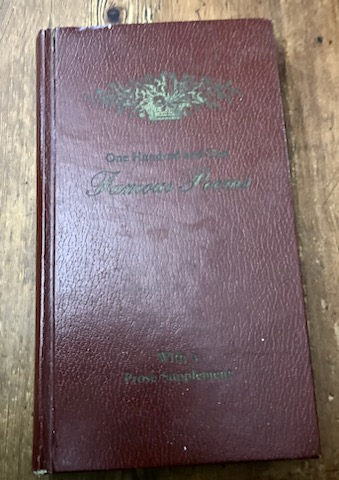 One Hundred and One
Famous Poems
With a
Prose Supplement